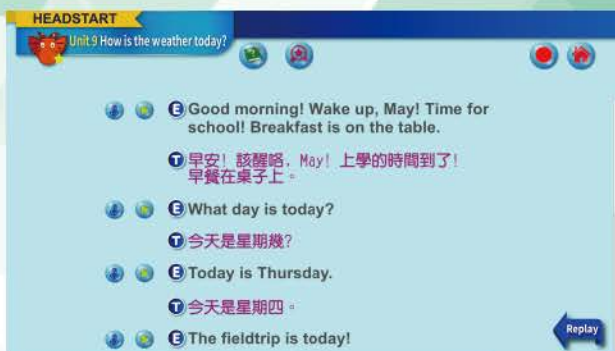 HEADSTART
Unit 9 How is the weather today?
E Good morning! Wake up, May! Time for
school! Breakfast is on the table.
T 早安! 該醒咯, May! 上學的時間到了!
早餐在桌子上。
E What day is today?
T 今天是星期幾?
E Today is Thursday.
T 今天是星期四。
E The fieldtrip is today!
Replay